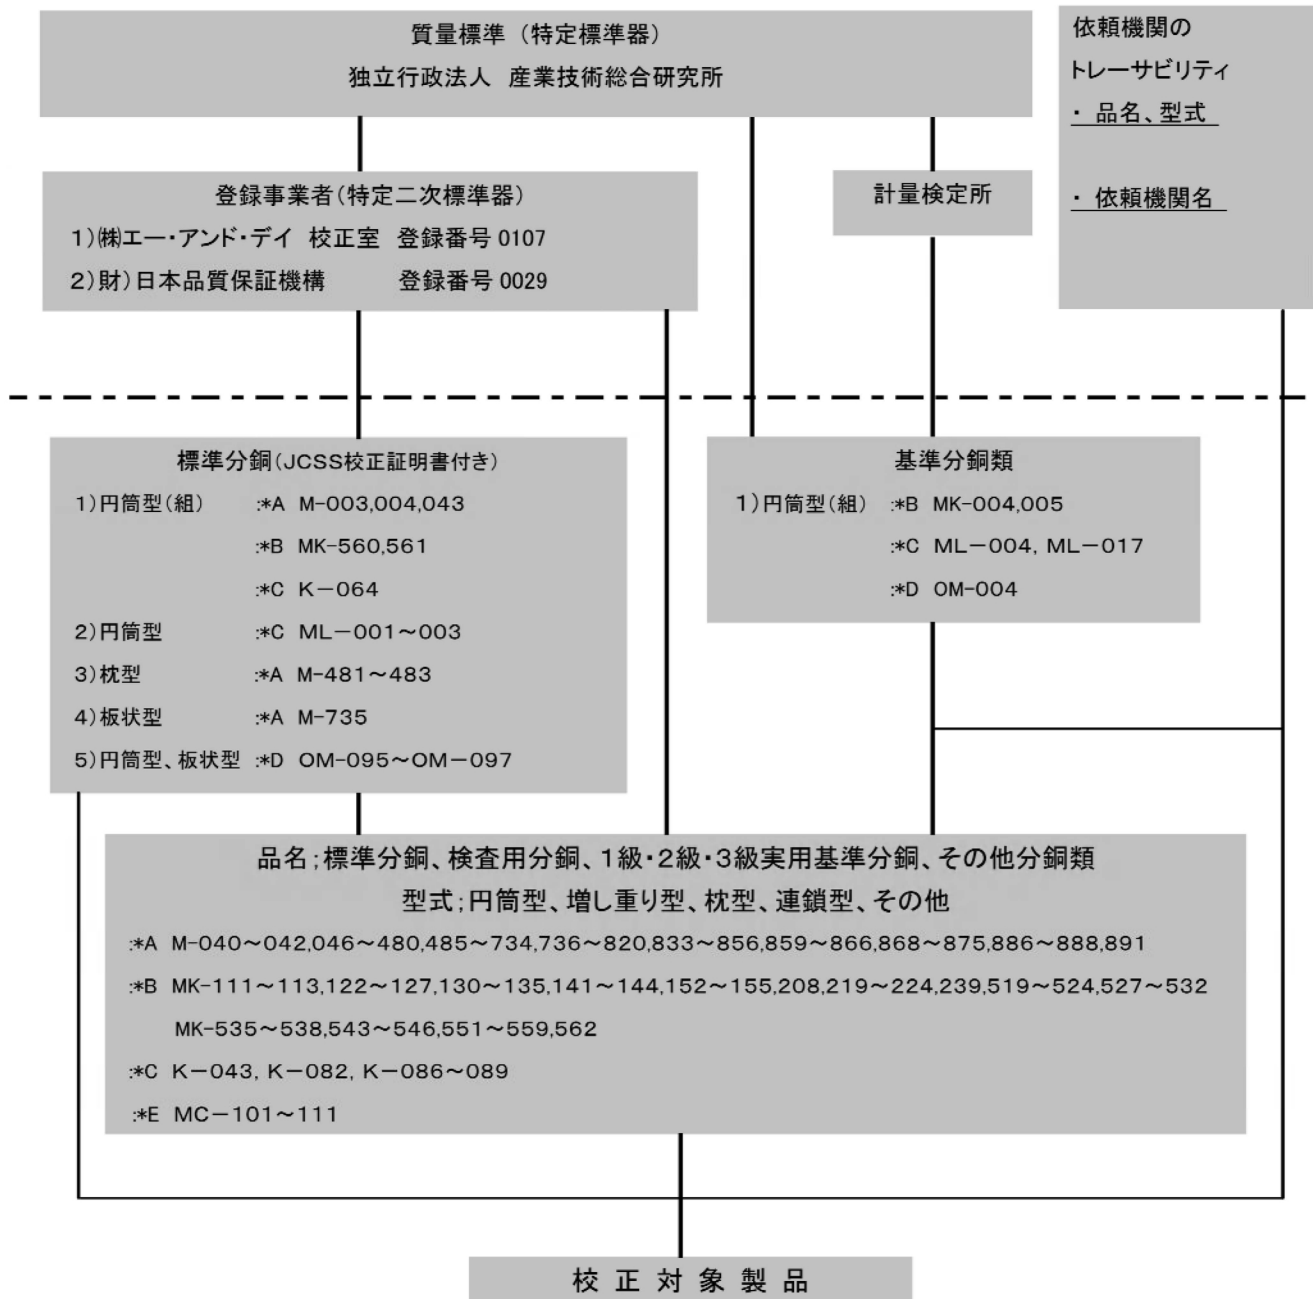 質量標準（特定標準器）
独立行政法人 産業技術総合研究所
依頼機関の
トレーサビリティ
・ 品名、型式
・ 依頼機関名
登録事業者（特定二次標準器）
1）㈱エー・アンド・デイ 校正室 登録番号 0107
2）財）日本品質保証機構 登録番号 0029
計量検定所
標準分銅（JCSS校正証明書付き）
1）円筒型（組） :*A M-003,004,043
:*B MK-560,561
:*C K－064
2）円筒型 :*C ML－001～003
3）枕型 :*A M-481～483
4）板状型 :*A M-735
5）円筒型、板状型 :*D OM-095～OM－097
基準分銅類
1）円筒型（組） :*B MK-004,005
:*C ML－004, ML－017
:*D OM-004
品名；標準分銅、検査用分銅、1級・2級・3級実用基準分銅、その他分銅類
型式；円筒型、増し重り型、枕型、連鎖型、その他
:*A M-040～042,046～480,485～734,736～820,833～856,859～866,868～875,886～888,891
:*B MK-111～113,122～127,130～135,141～144,152～155,208,219～224,239,519～524,527～532
MK-535～538,543～546,551～559,562
:*C K－043, K－082, K－086～089
:*E MC－101～111
校 正 対 象 製 品